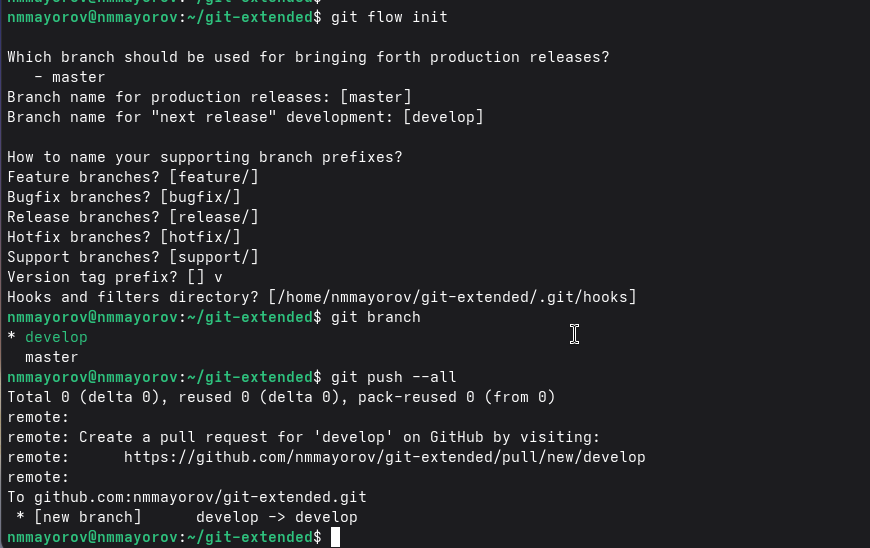 nmmayorov@nmmayorov:~/git-extended$ git flow init

Which branch should be used for bringing forth production releases?
   - master
Branch name for production releases: [master]
Branch name for "next release" development: [develop]

How to name your supporting branch prefixes?
Feature branches? [feature/]
Bugfix branches? [bugfix/]
Release branches? [release/]
Hotfix branches? [hotfix/]
Support branches? [support/]
Version tag prefix? [] v
Hooks and filters directory? [/home/nmmayorov/git-extended/.git/hooks]
nmmayorov@nmmayorov:~/git-extended$ git branch
* develop
  master
nmmayorov@nmmayorov:~/git-extended$ git push --all
Total 0 (delta 0), reused 0 (delta 0), pack-reused 0 (from 0)
remote:
remote: Create a pull request for 'develop' on GitHub by visiting:
remote:      https://github.com/nmmayorov/git-extended/pull/new/develop
remote:
To github.com:nmmayorov/git-extended.git
 * [new branch]      develop -> develop
nmmayorov@nmmayorov:~/git-extended$